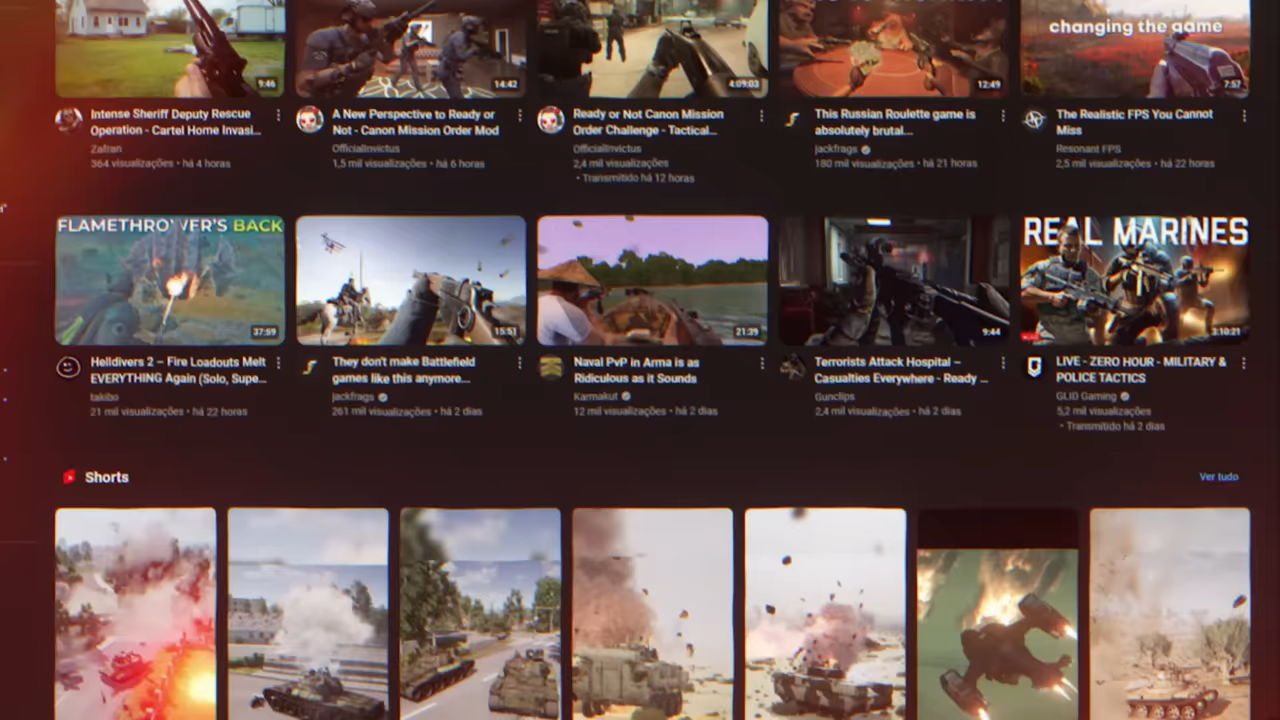 changing the game
9:46
14:42
4:09:03
12:49
7:57
Intense Sheriff Deputy Rescue
Operation - Cartel Home Invasi...
Zafran
364 visualizações • há 4 horas
A New Perspective to Ready or
Not - Canon Mission Order Mod
OfficialInvictus
1,5 mil visualizações • há 6 horas
Ready or Not Canon Mission
Order Challenge - Tactical...
OfficialInvictus
2,4 mil visualizações
• Transmitido há 12 horas
This Russian Roulette game is
absolutely brutal...
jackfrags
180 mil visualizações • há 21 horas
The Realistic FPS You Cannot
Miss
Resonant FPS
2,5 mil visualizações • há 22 horas
FLAMETHROWER'S BACK
REAL MARINES
37:59
15:51
21:39
9:44
3:10:21
Helldivers 2 – Fire Loadouts Melt
EVERYTHING Again (Solo, Supe...
takibo
21 mil visualizações • há 22 horas
They don't make Battlefield
games like this anymore...
jackfrags
261 mil visualizações • há 2 dias
Naval PvP in Arma is as
Ridiculous as it Sounds
Karmakut
12 mil visualizações • há 2 dias
Terrorists Attack Hospital –
Casualties Everywhere - Ready ...
Gunclips
2,4 mil visualizações • há 2 dias
LIVE - ZERO HOUR - MILITARY &
POLICE TACTICS
GLID Gaming
5,2 mil visualizações
• Transmitido há 2 dias
Shorts
Ver tudo